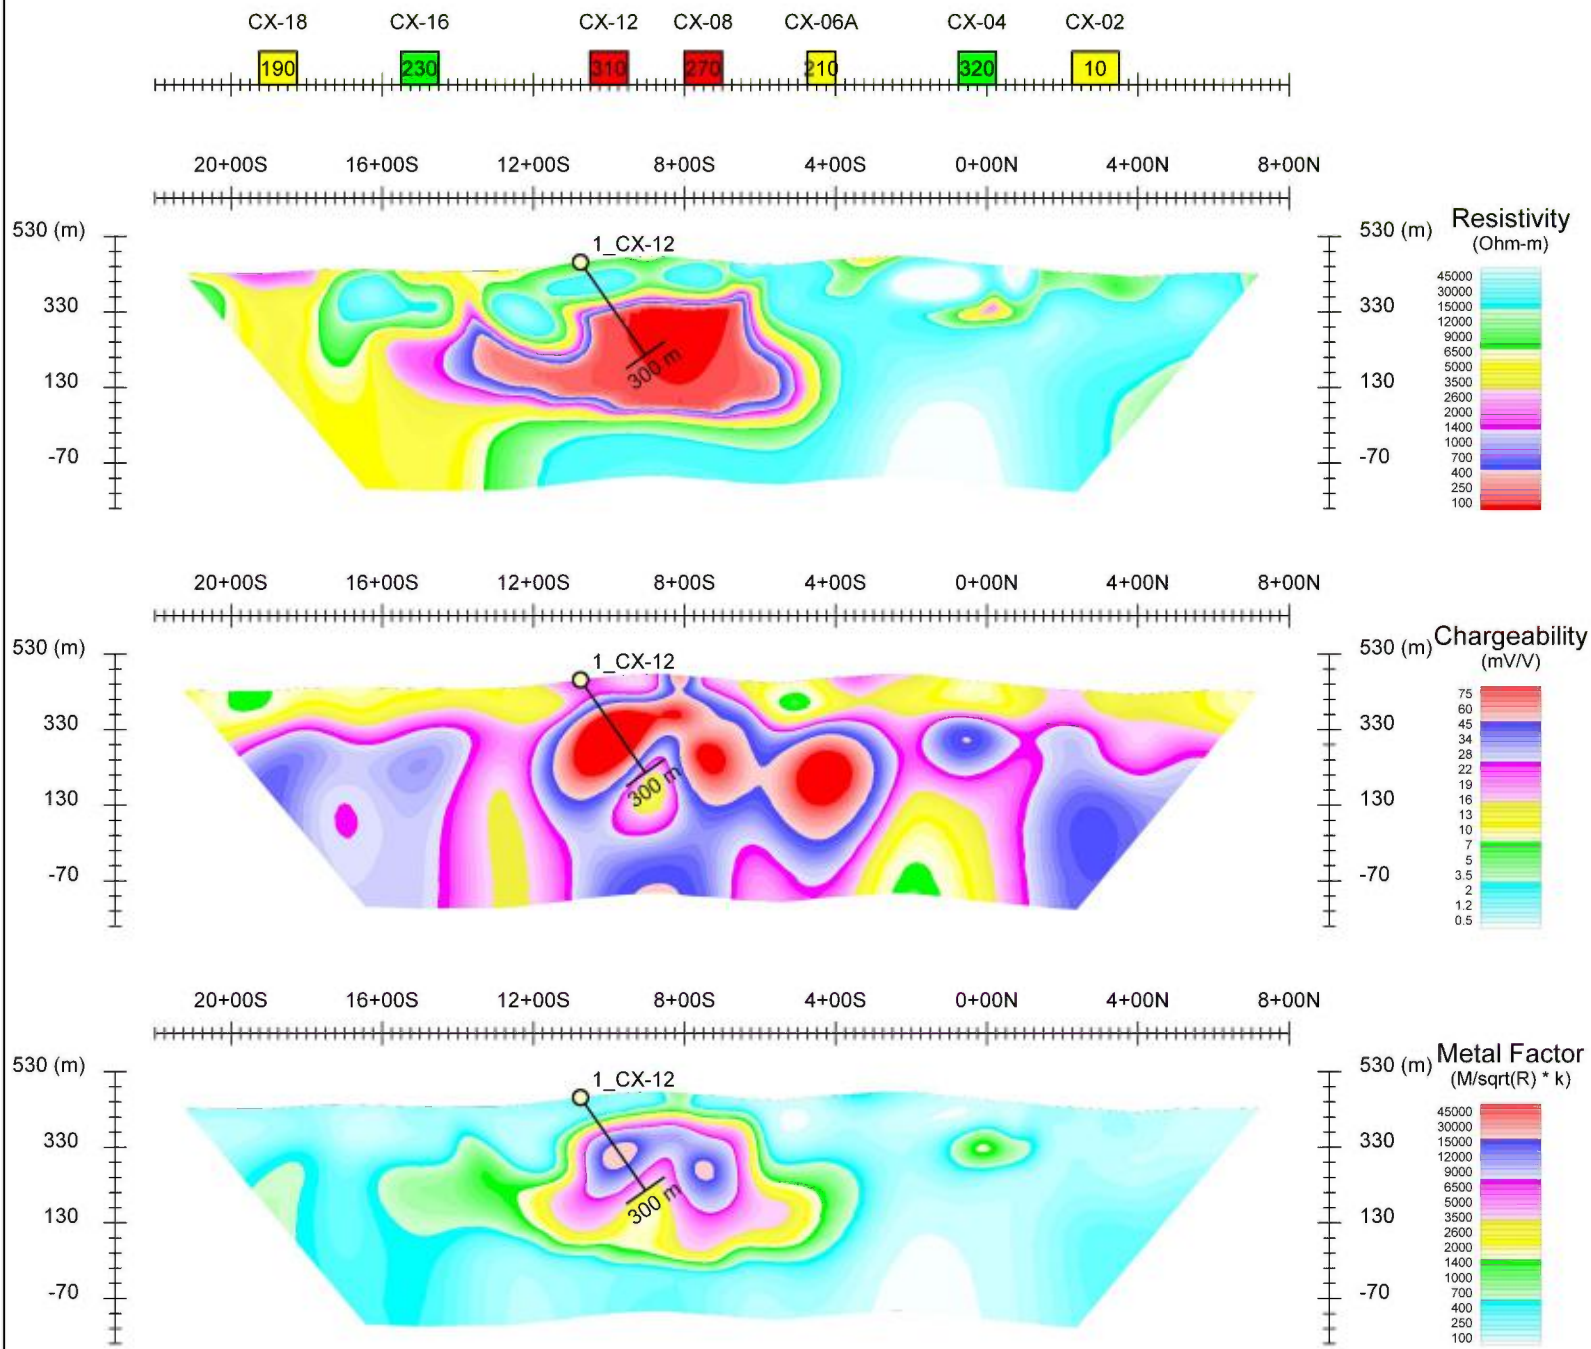 CX-18 CX-16 CX-12 CX-08 CX-06A CX-04 CX-02
190 230 310 270 210 320 10
20+00S 16+00S 12+00S 8+00S 4+00S 0+00N 4+00N 8+00N
530 (m) 530 (m)
1_CX-12
330 330
130 130
-70 -70
300 m
Resistivity
(Ohm-m)
45000
30000
15000
12000
9000
6500
5000
3500
2600
2000
1400
1000
700
400
250
100
20+00S 16+00S 12+00S 8+00S 4+00S 0+00N 4+00N 8+00N
530 (m) 530 (m)
1_CX-12
330 330
130 130
-70 -70
300 m
Chargeability
(mV/V)
75
60
45
34
28
22
19
16
13
10
7
5
3.5
2
1.2
0.5
20+00S 16+00S 12+00S 8+00S 4+00S 0+00N 4+00N 8+00N
530 (m) 530 (m)
1_CX-12
330 330
130 130
-70 -70
300 m
Metal Factor
(M/sqrt(R) * k)
45000
30000
15000
12000
9000
6500
5000
3500
2600
2000
1400
1000
700
400
250
100